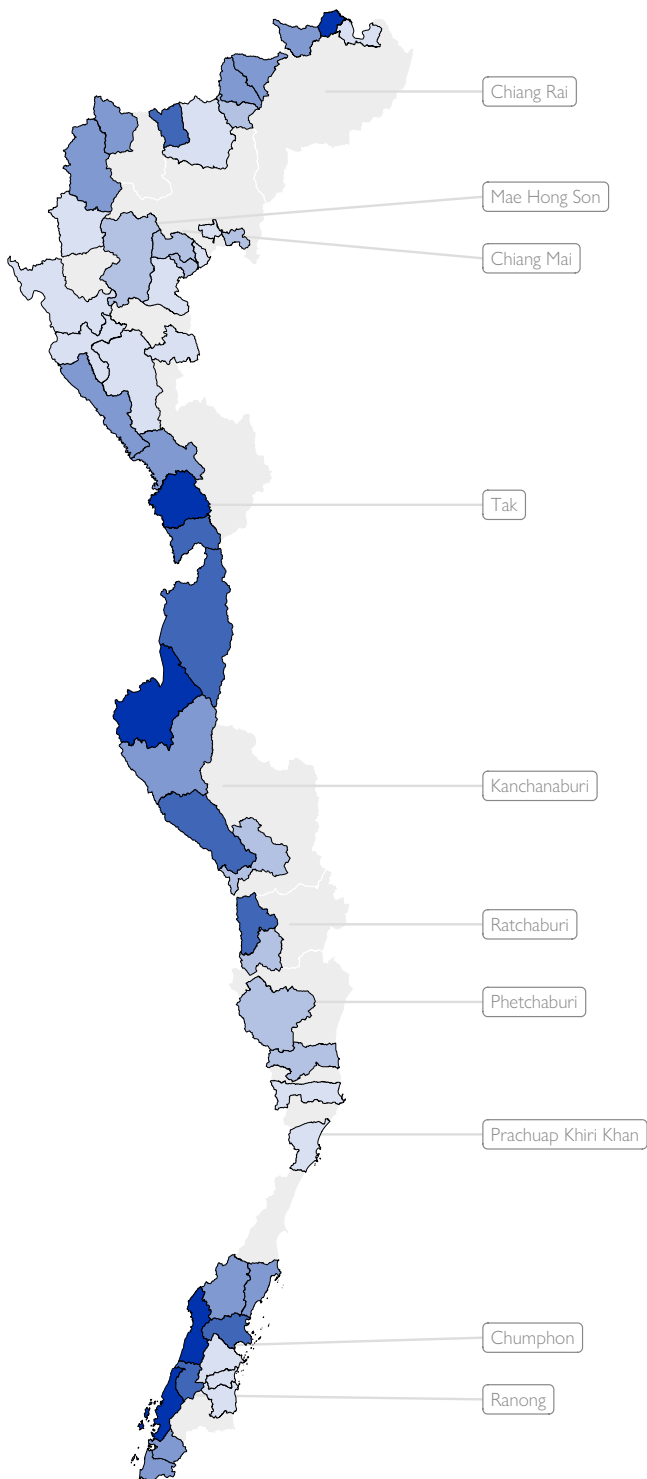 Chiang Rai
Mae Hong Son
Chiang Mai
Tak
Kanchanaburi
Ratchaburi
Phetchaburi
Prachuap Khiri Khan
Chumphon
Ranong